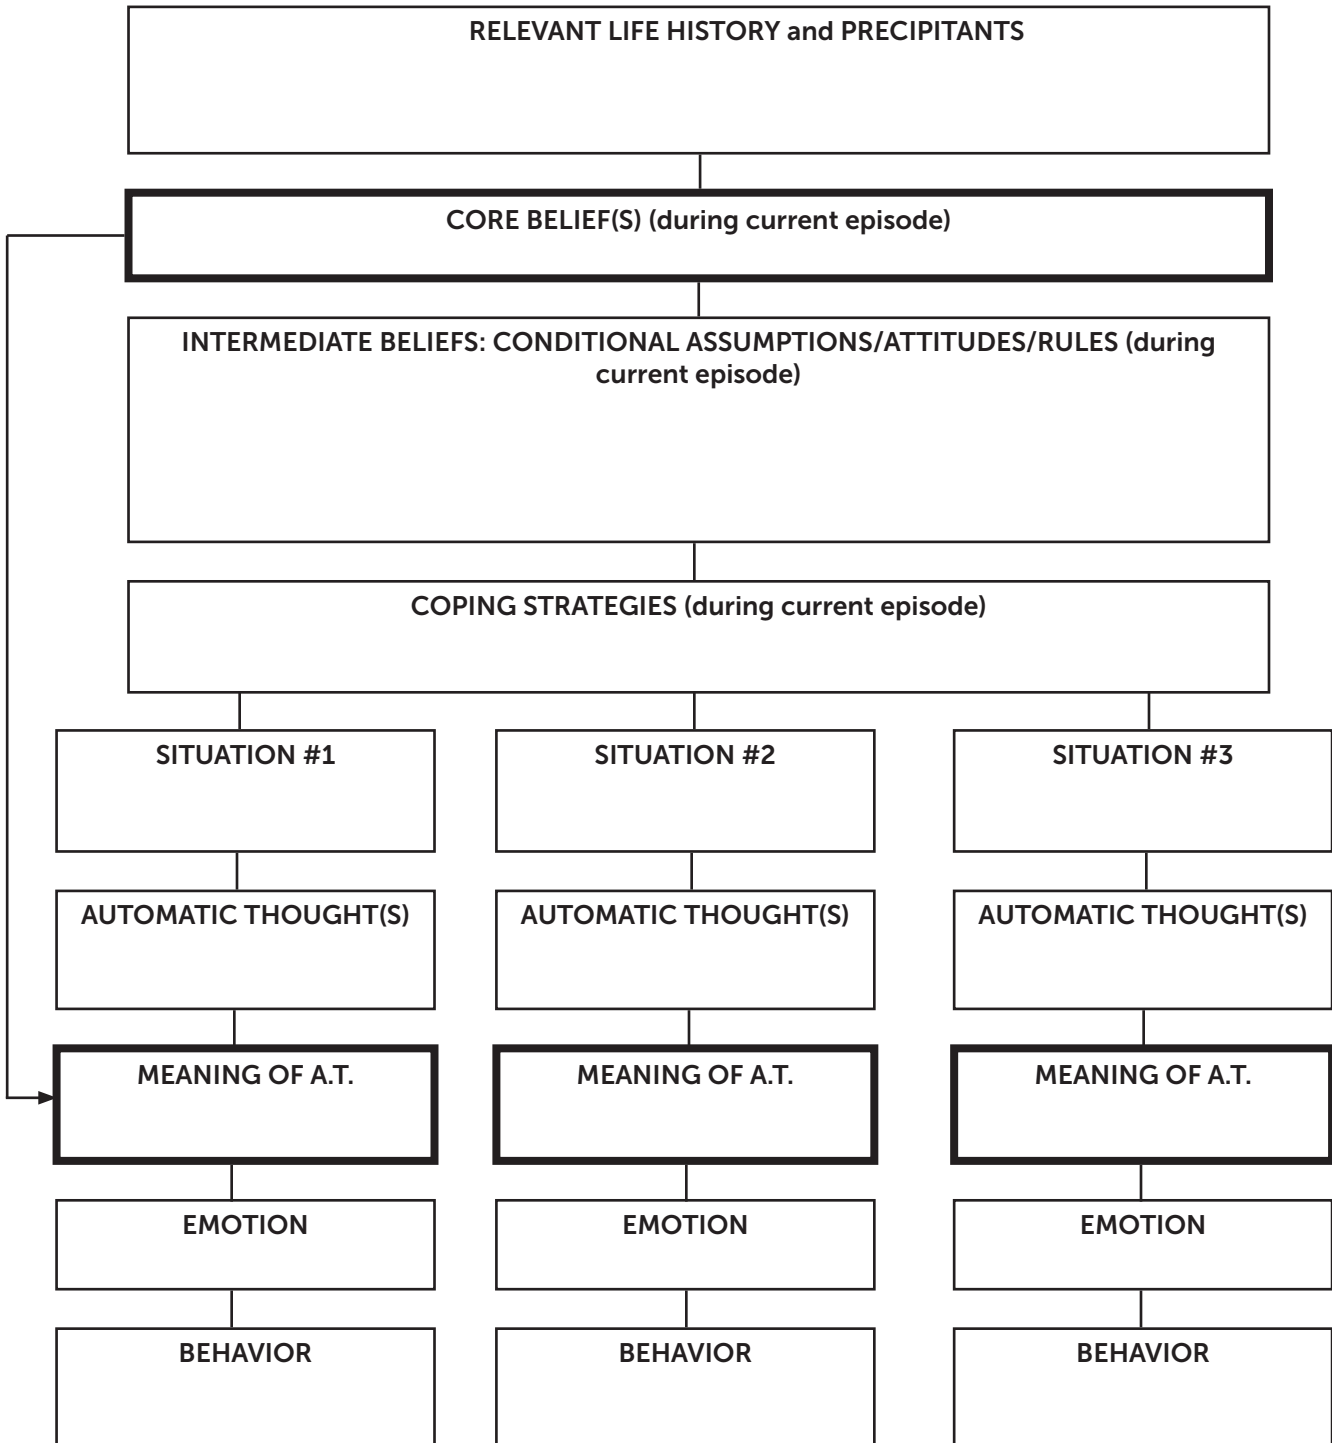 RELEVANT LIFE HISTORY and PRECIPITANTS
CORE BELIEF(S) (during current episode)
INTERMEDIATE BELIEFS: CONDITIONAL ASSUMPTIONS/ATTITUDES/RULES (during
current episode)
COPING STRATEGIES (during current episode)
SITUATION #1
SITUATION #2
SITUATION #3
AUTOMATIC THOUGHT(S)
AUTOMATIC THOUGHT(S)
AUTOMATIC THOUGHT(S)
MEANING OF A.T.
MEANING OF A.T.
MEANING OF A.T.
EMOTION
EMOTION
EMOTION
BEHAVIOR
BEHAVIOR
BEHAVIOR